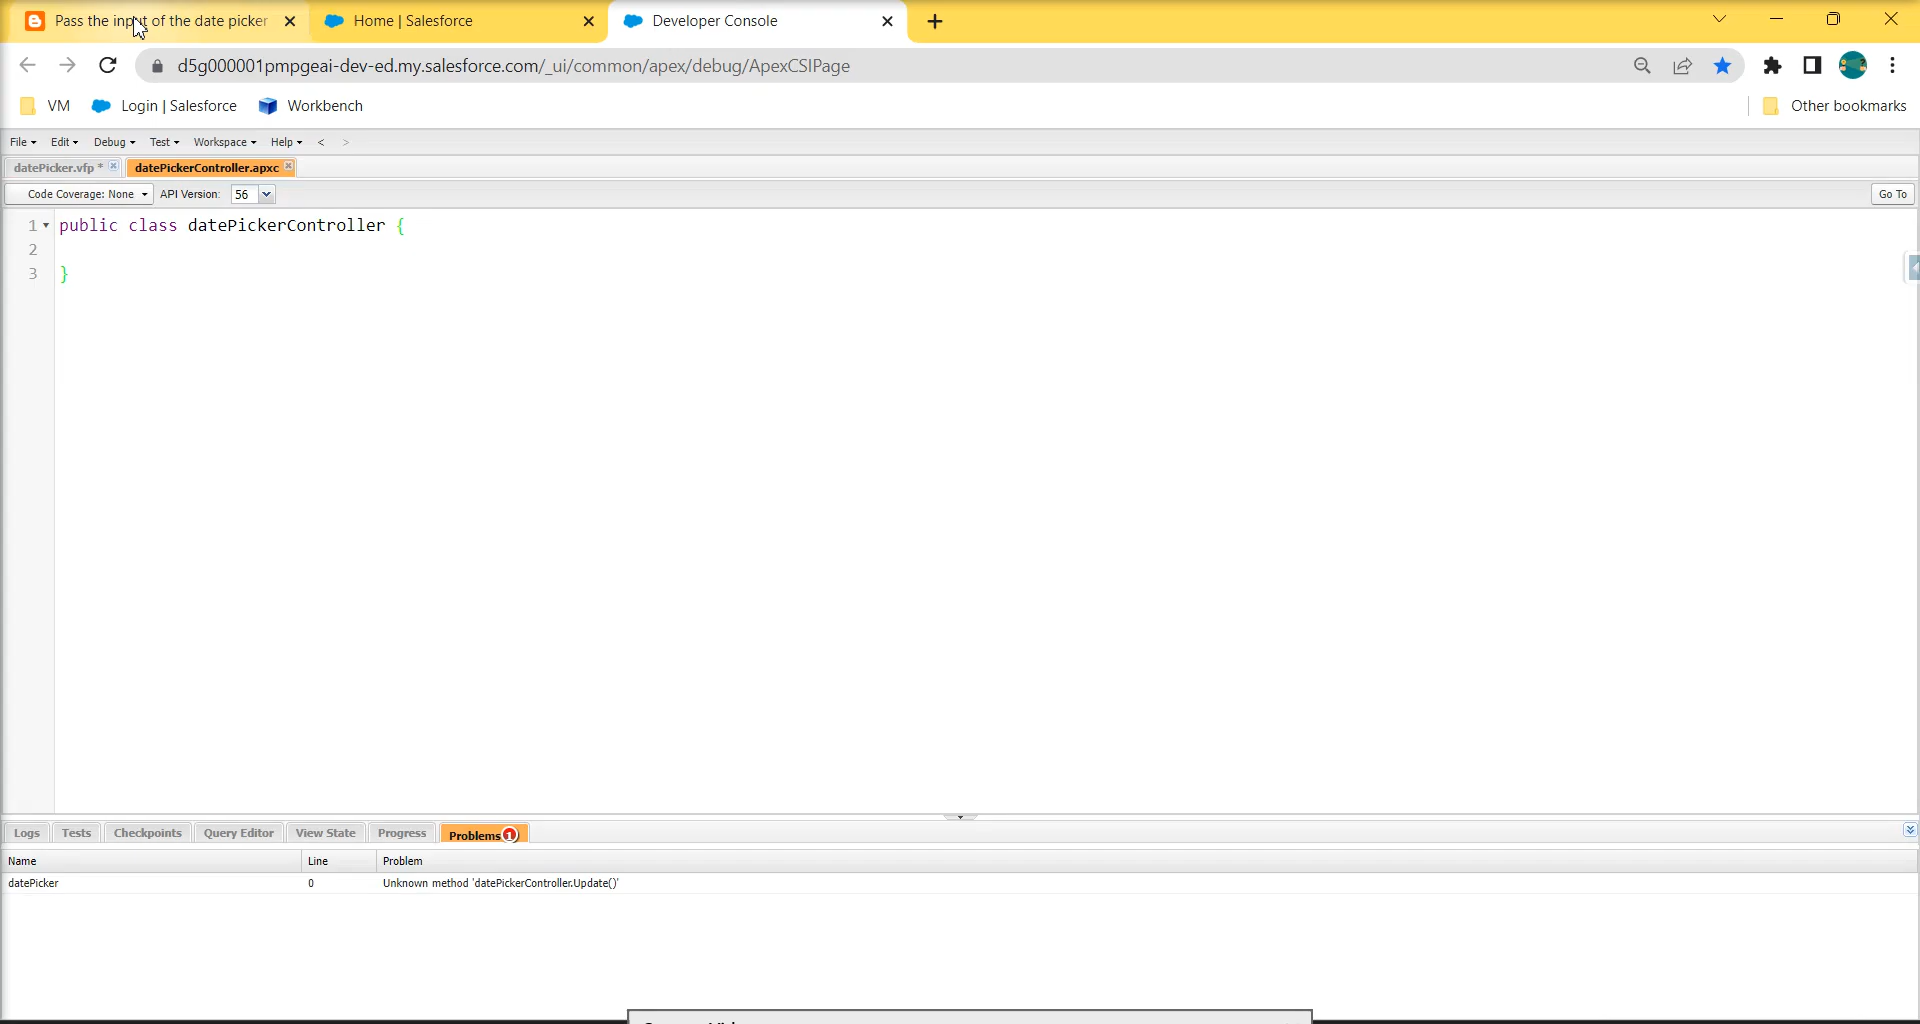 Pass the input of the date picker
Home | Salesforce
Developer Console
d5g000001pmpgeai-dev-ed.my.salesforce.com/_ui/common/apex/debug/ApexCSIPage
VM
Login | Salesforce
Workbench
Other bookmarks
File
Edit
Debug
Test
Workspace
Help
<
>
datePicker.vfp *
datePickerController.apxc
Code Coverage: None
API Version:
56
Go To
1 public class datePickerController {
2
3 }
Logs
Tests
Checkpoints
Query Editor
View State
Progress
Problems 1
Name
Line
Problem
datePicker
0
Unknown method 'datePickerController.Update()'